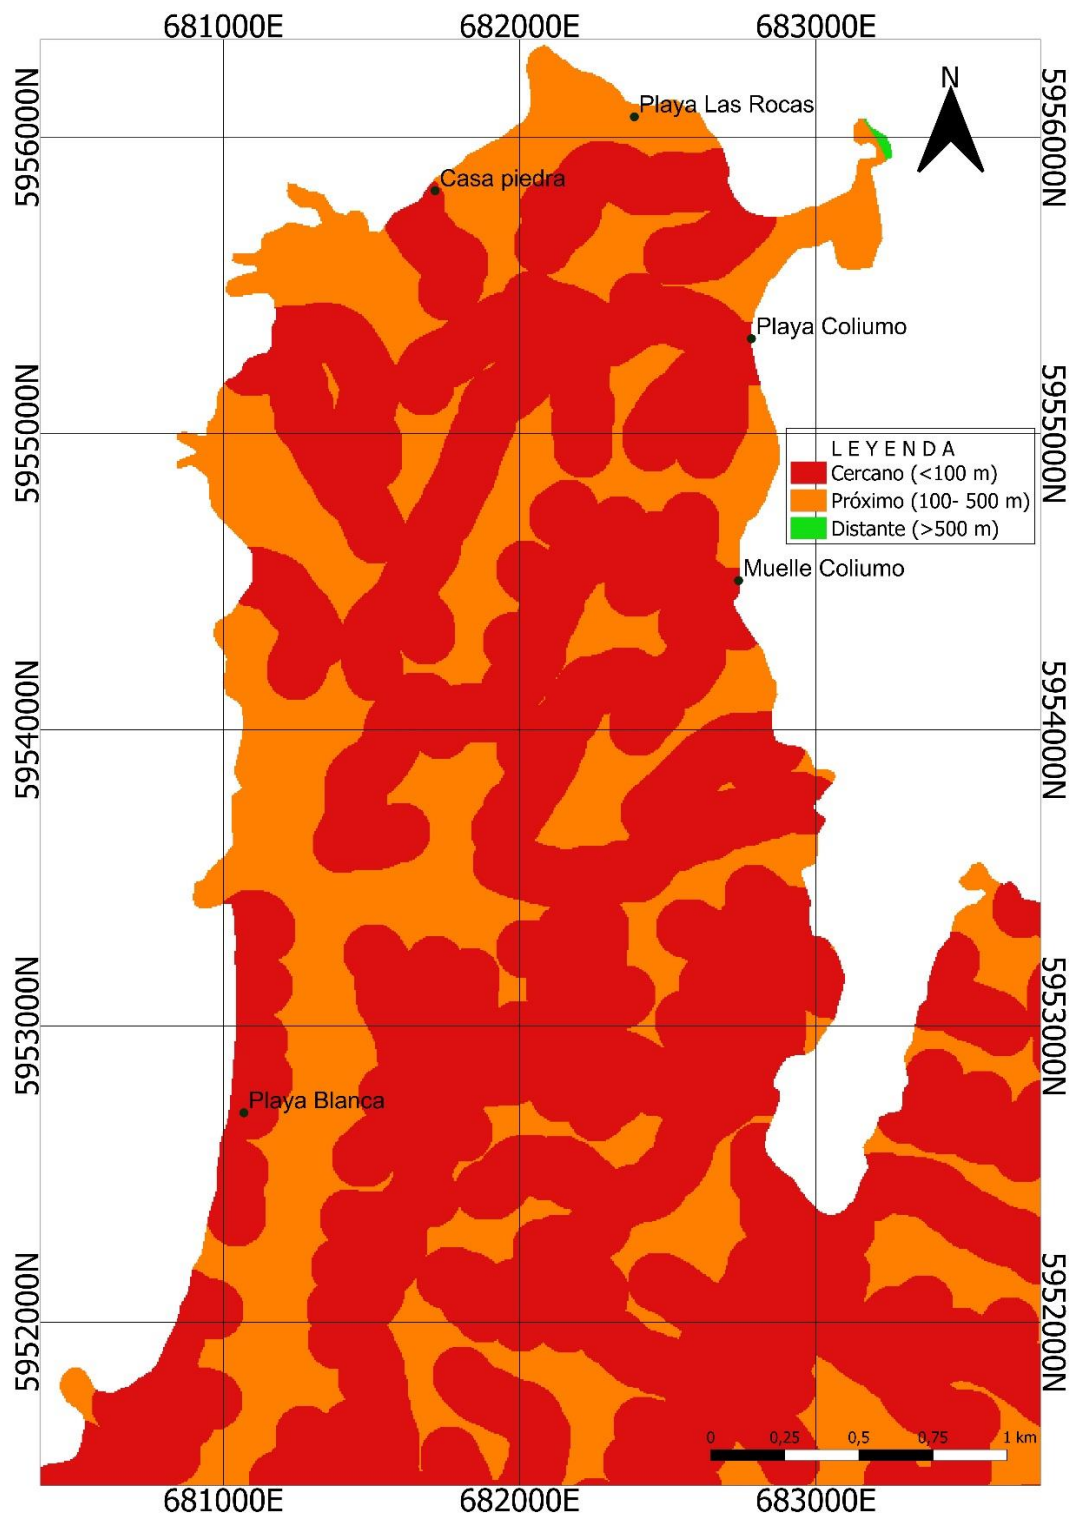 681000E 682000E 683000E
N
5956000N 5956000N
Playa Las Rocas
Casa piedra
Playa Coliumo
5955000N 5955000N
L E Y E N D A
Cercano (<100 m)
Próximo (100- 500 m)
Distante (>500 m)
Muelle Coliumo
5954000N 5954000N
5953000N 5953000N
Playa Blanca
5952000N 5952000N
0 0,25 0,5 0,75 1 km
681000E 682000E 683000E